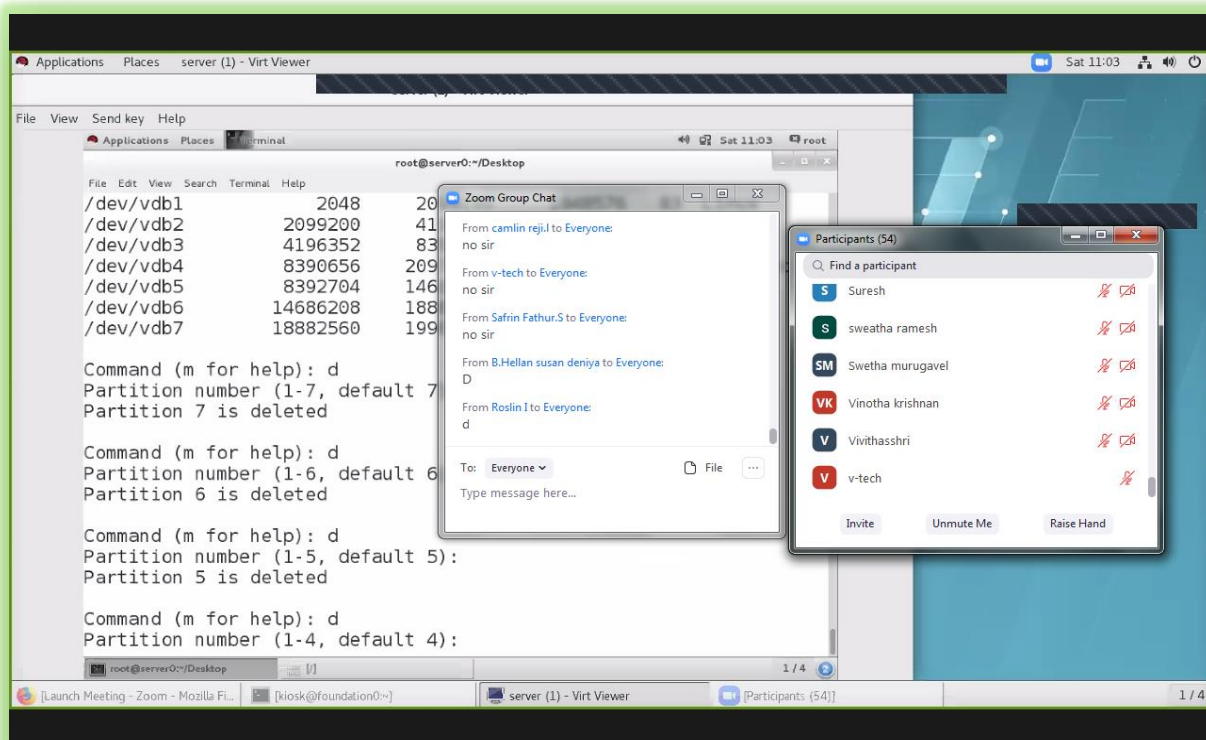 Applications Places server (1) - Virt Viewer
Sat 11:03
File View Send key Help
Applications Places Terminal
Sat 11:03 root
root@server0:~/Desktop
File Edit View Search Terminal Help
/dev/vdb1 2048 20
/dev/vdb2 2099200 41
/dev/vdb3 4196352 83
/dev/vdb4 8390656 209
/dev/vdb5 8392704 146
/dev/vdb6 14686208 188
/dev/vdb7 18882560 199
Command (m for help): d
Partition number (1-7, default 7
Partition 7 is deleted
Command (m for help): d
Partition number (1-6, default 6
Partition 6 is deleted
Command (m for help): d
Partition number (1-5, default 5):
Partition 5 is deleted
Command (m for help): d
Partition number (1-4, default 4):
root@server0:~/Desktop
[/]
1 / 4
2
Zoom Group Chat
From camlin reji.l to Everyone:
no sir
From v-tech to Everyone:
no sir
From Safrin Fathur.S to Everyone:
no sir
From B.Hellan susan deniya to Everyone:
D
From Roslin I to Everyone:
d
To: Everyone
File
...
Type message here...
Participants (54)
Find a participant
S Suresh
S sweatha ramesh
SM Swetha murugavel
VK Vinotha krishnan
V Vivithasshri
V v-tech
Invite Unmute Me Raise Hand
[Launch Meeting - Zoom - Mozilla Fi...
[kiosk@foundation0:~]
server (1) - Virt Viewer
[Participants (54)]
1 / 4